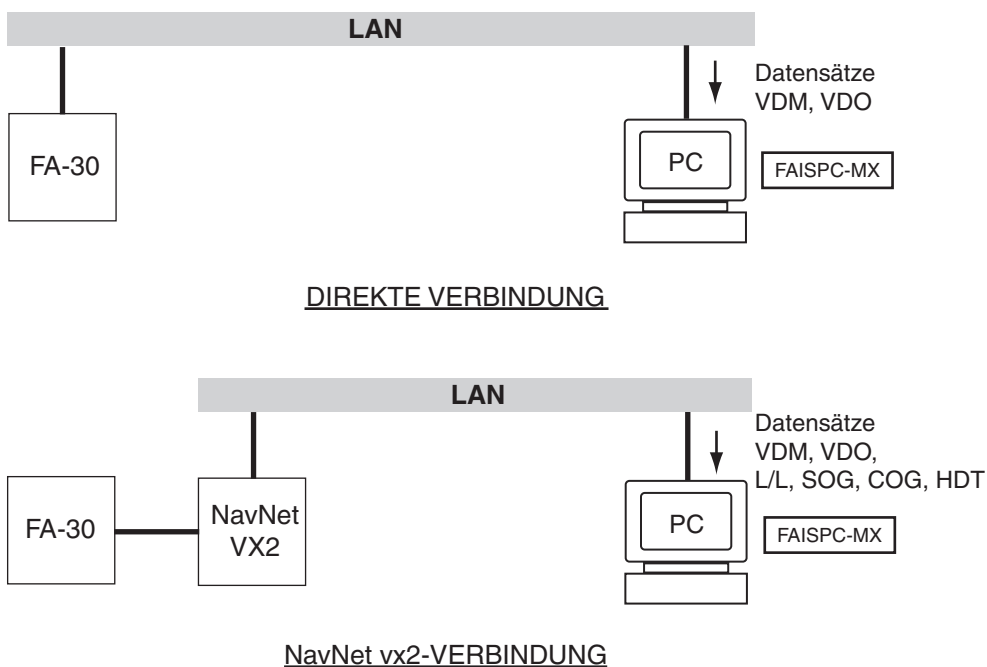 LAN
Datensätze
VDM, VDO
FA-30
PC
FAISPC-MX
DIREKTE VERBINDUNG
LAN
Datensätze
VDM, VDO,
L/L, SOG, COG, HDT
FA-30
NavNet
VX2
PC
FAISPC-MX
NavNet vx2-VERBINDUNG